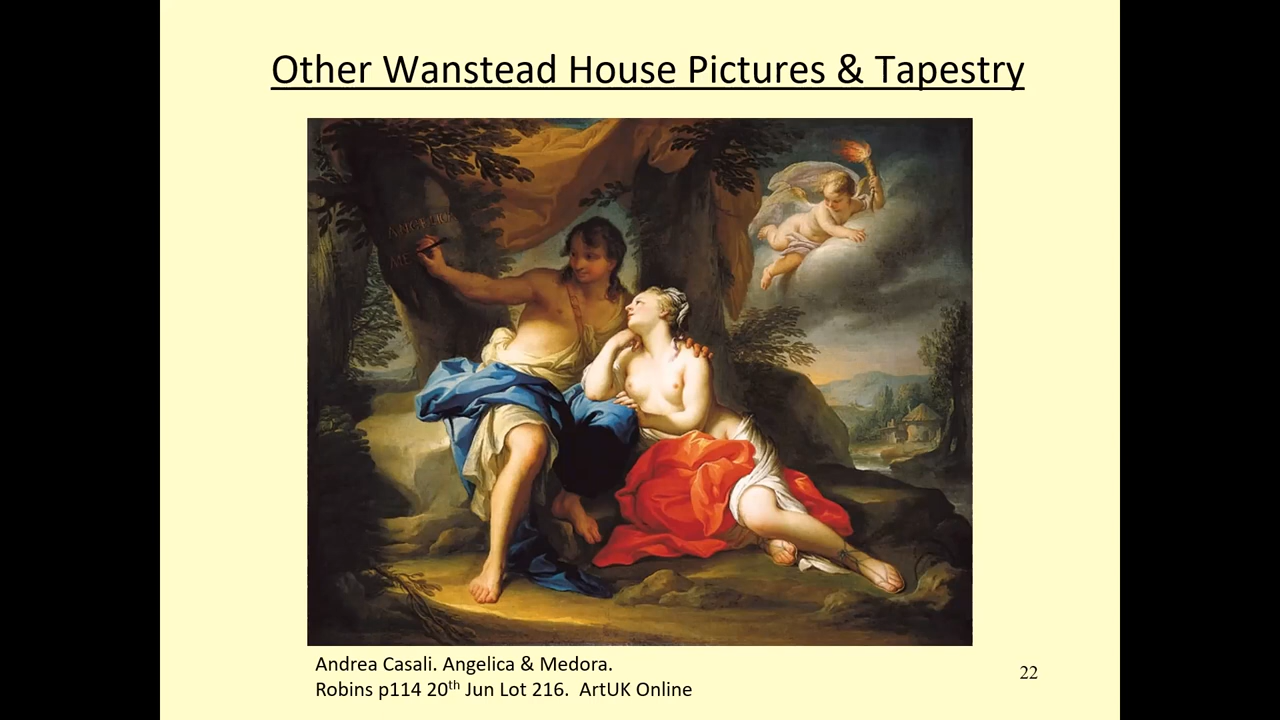 Other Wanstead House Pictures & Tapestry
Andrea Casali. Angelica & Medora.
Robins p114 20th Jun Lot 216.  ArtUK Online
22